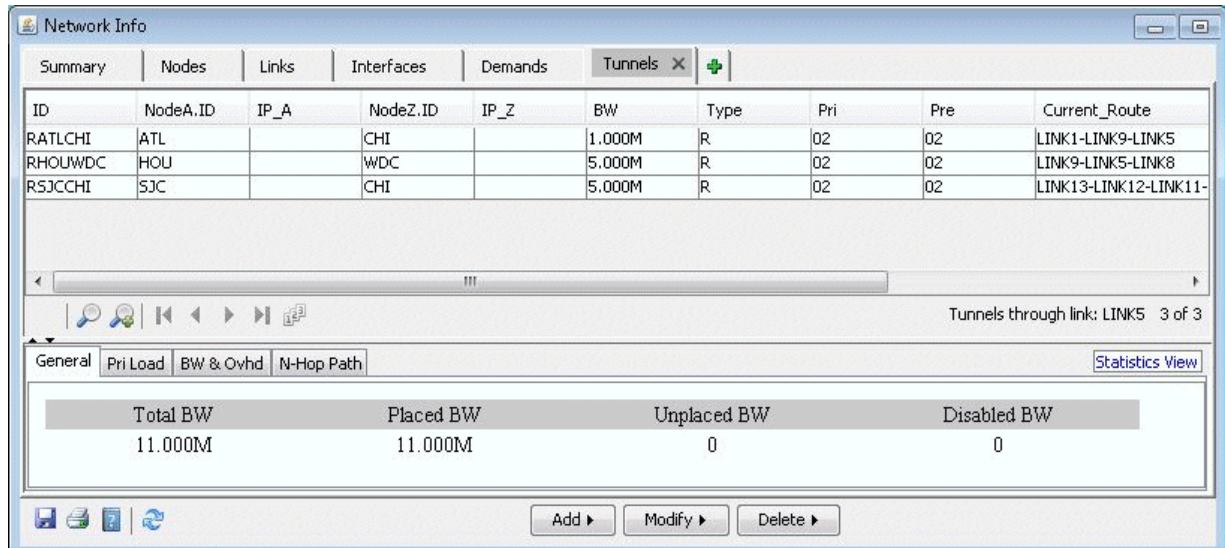 Network Info
Summary Nodes Links Interfaces Demands Tunnels
ID NodeA.ID IP_A NodeZ.ID IP_Z BW Type Pri Pre Current_Route
RATLCHI ATL CHI 1.000M R 02 02 LINK1-LINK9-LINK5
RHOUWDC HOU WDC 5.000M R 02 02 LINK9-LINK5-LINK8
RSJCCHI SJC CHI 5.000M R 02 02 LINK13-LINK12-LINK11-
Tunnels through link: LINK5 3 of 3
General Pri Load BW & Ovhd N-Hop Path Statistics View
Total BW Placed BW Unplaced BW Disabled BW
11.000M 11.000M 0 0
Add Modify Delete